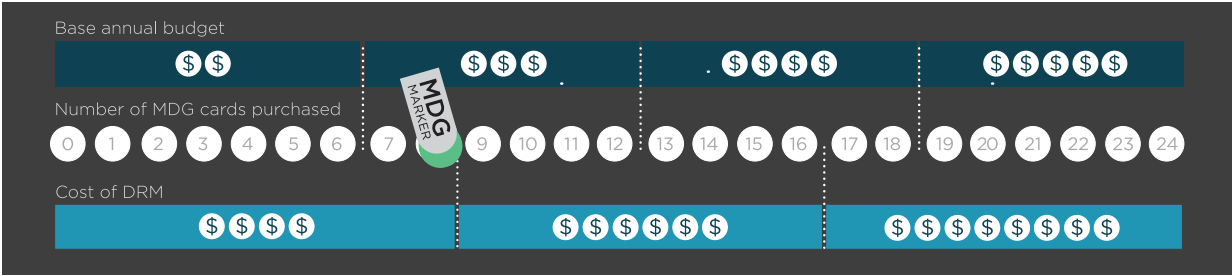 Base annual budget
$ $ $ $ $ $ $ $ $ $ $ $ $ $
MDG
MARKER
Number of MDG cards purchased
0 1 2 3 4 5 6 7 9 10 11 12 13 14 15 16 17 18 19 20 21 22 23 24
Cost of DRM
$ $ $ $ $ $ $ $ $ $ $ $ $ $ $ $ $ $